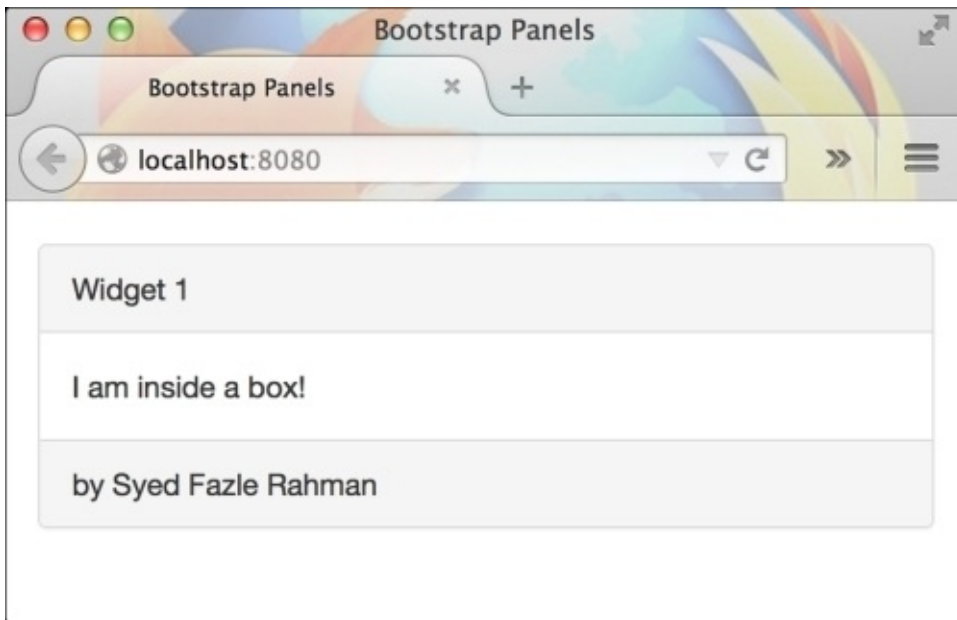 Bootstrap Panels
Bootstrap Panels
localhost:8080
Widget 1
I am inside a box!
by Syed Fazle Rahman